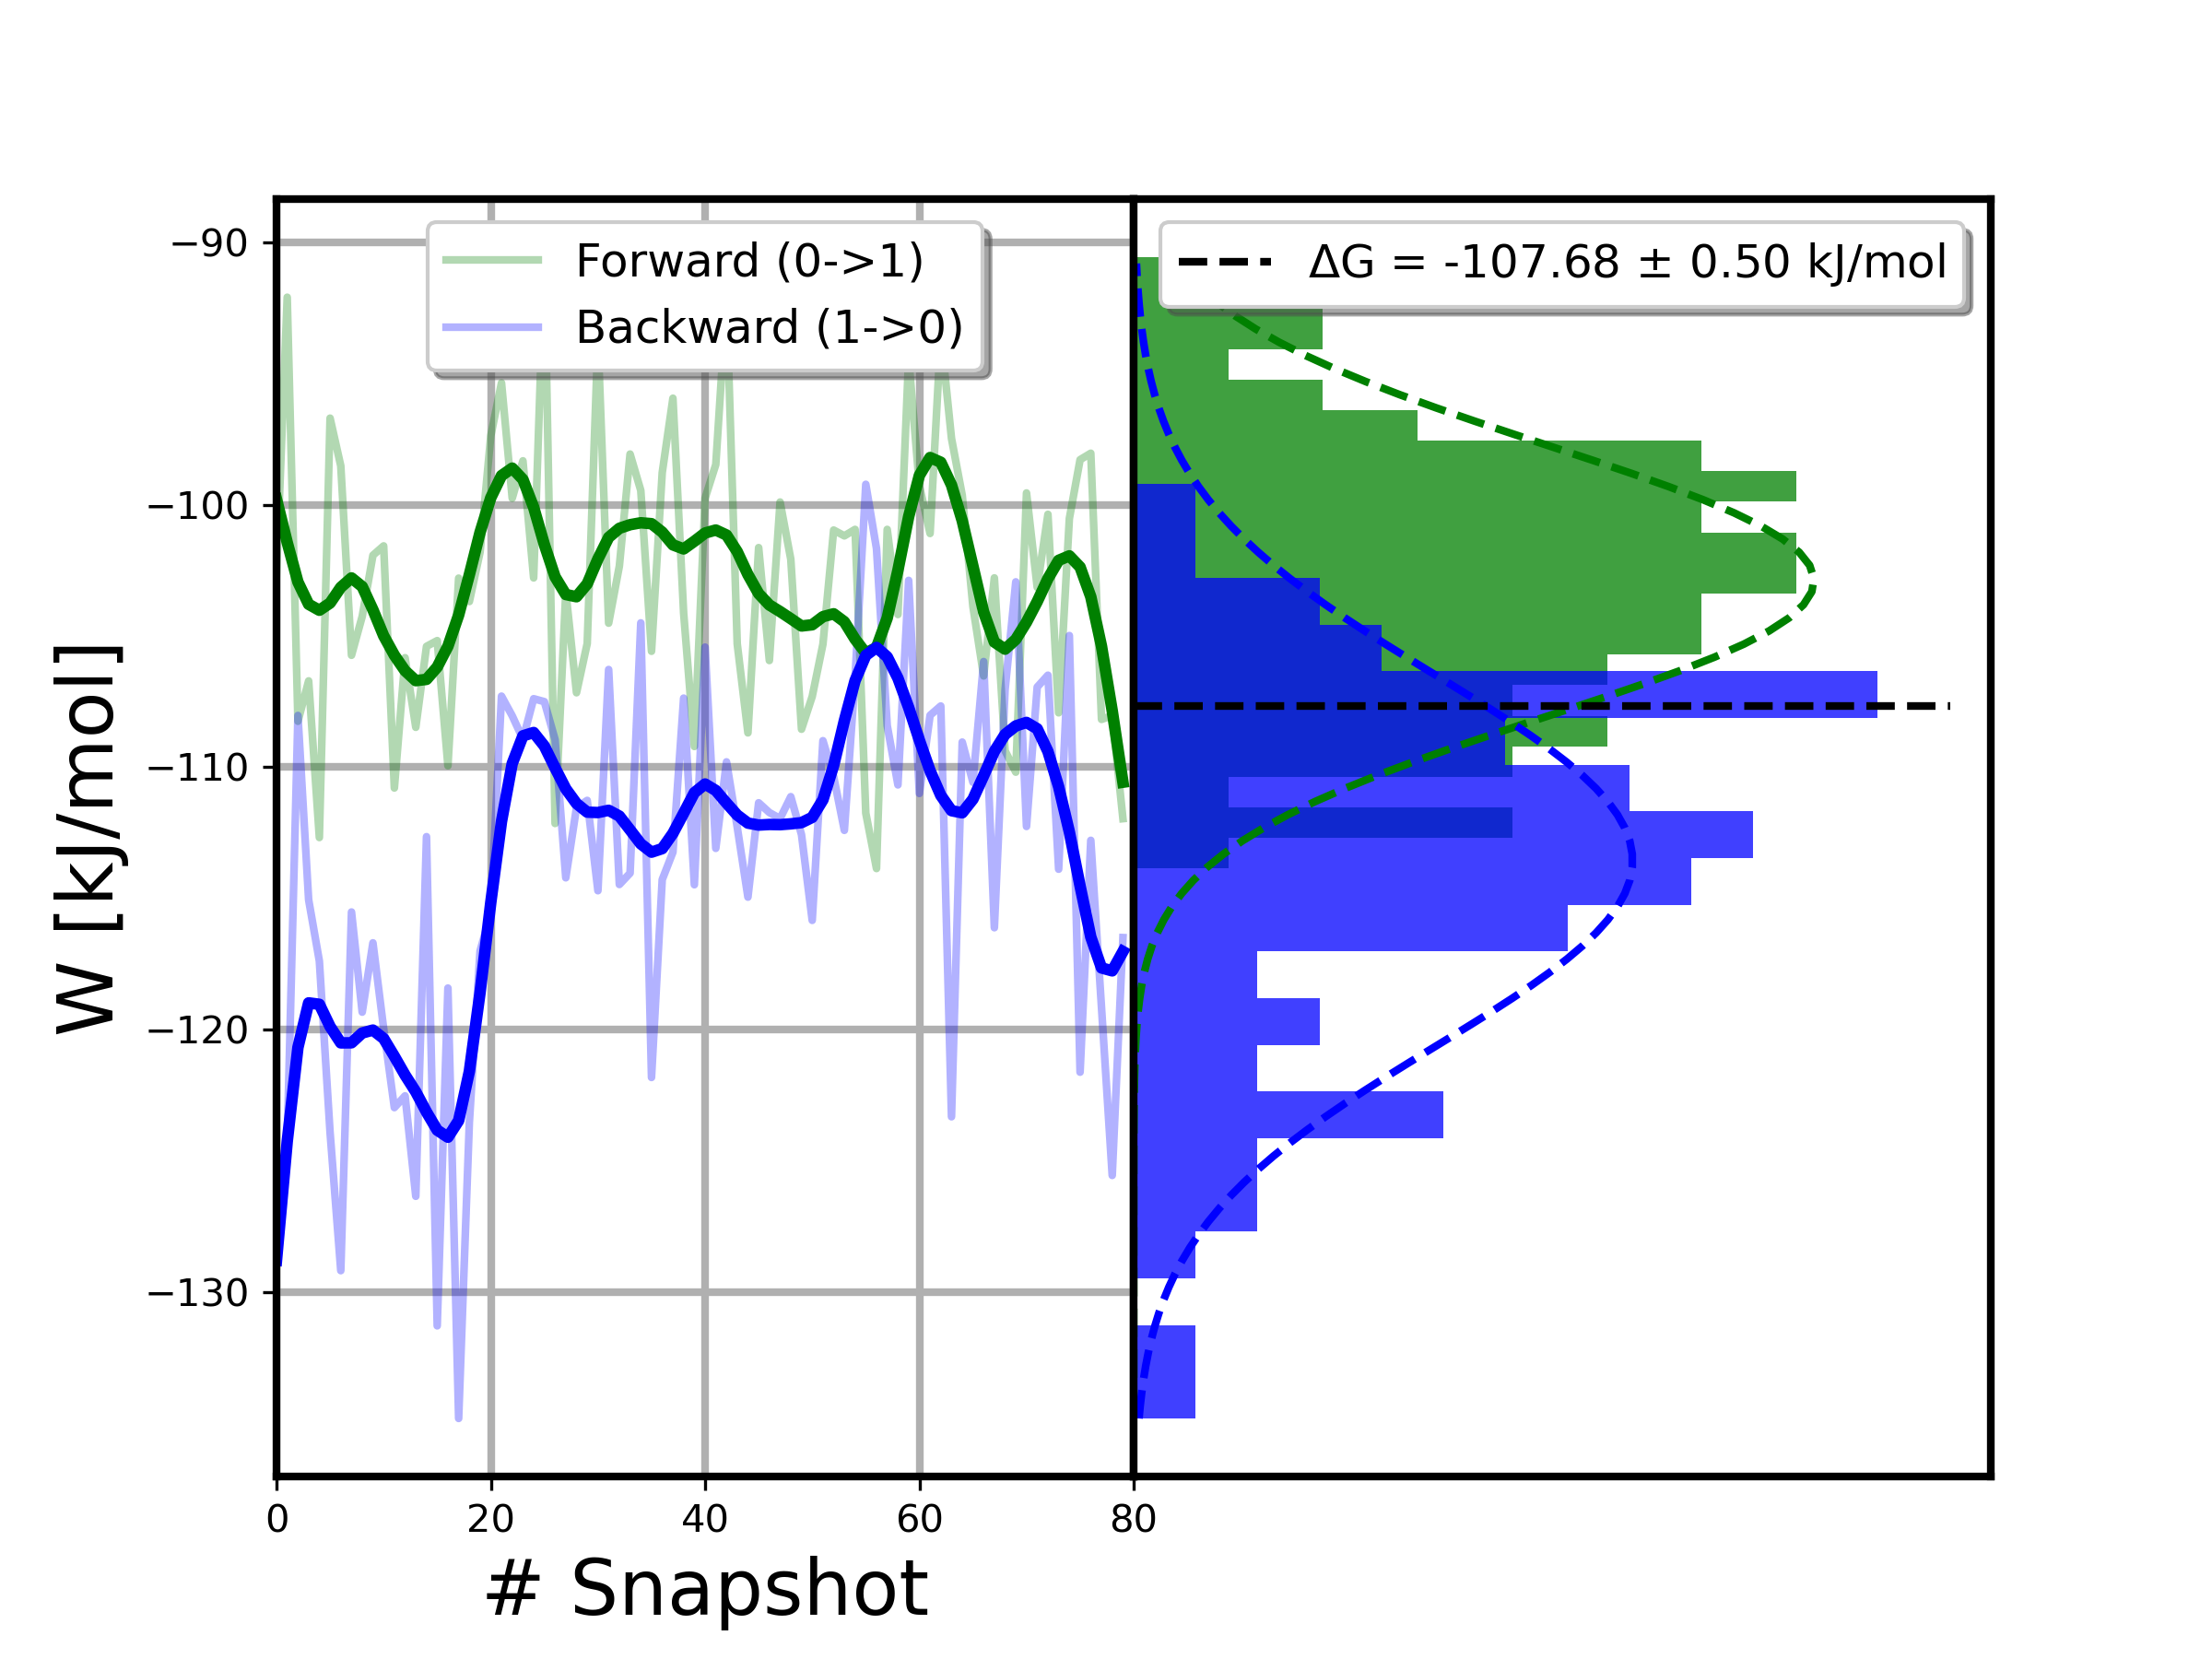 Forward (0->1)
Backward (1->0)
ΔG = -107.68 ± 0.50 kJ/mol
W [kJ/mol]
−90
−100
−110
−120
−130
0 20 40 60 80
# Snapshot